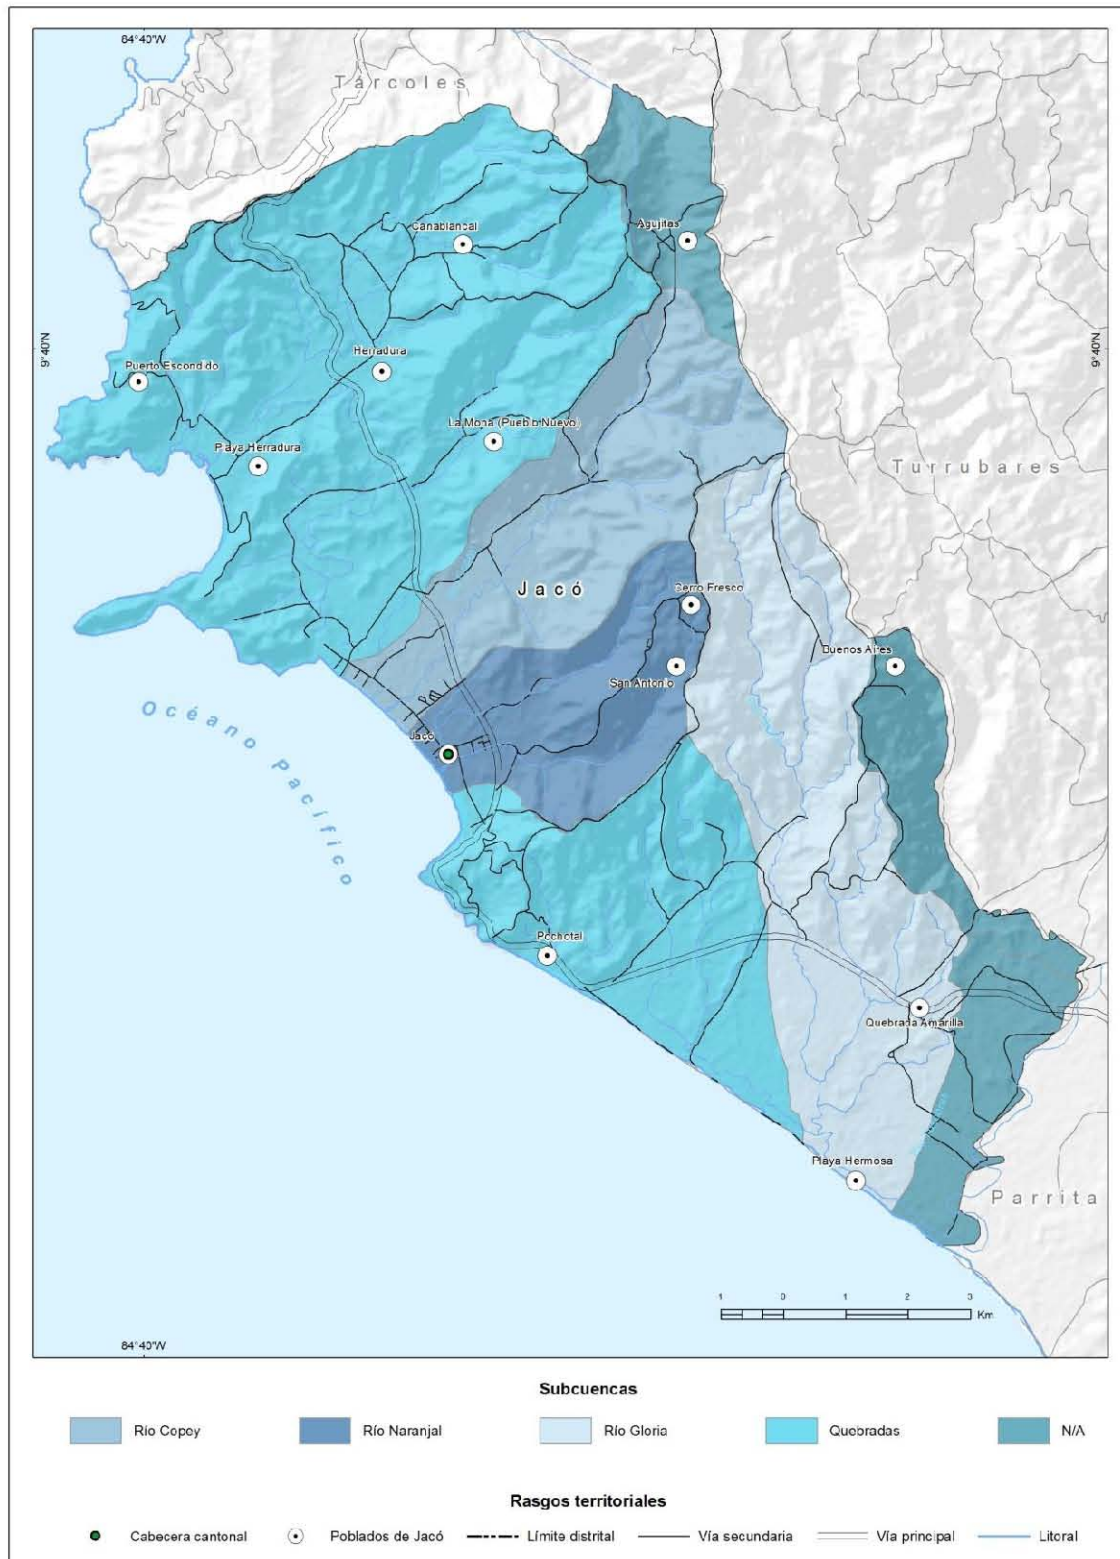 84°40'W
Tárcoles
Cañablancal
Agujitas
9°40'N
9°40'N
Herradura
Puerto Escondido
La Mona (Pueblo Nuevo)
Playa Herradura
Turrubares
Jacó
Cerro Fresco
Buenos Aires
San Antonio
Océano Pacífico
Jacó
Pochotal
Quebrada Amarilla
Playa Hermosa
Parrita
1 0 1 2 3
Km
84°40'W
Subcuencas
Río Copey
Río Naranjal
Río Gloria
Quebradas
N/A
Rasgos territoriales
Cabecera cantonal
Poblados de Jacó
Límite distrital
Vía secundaria
Vía principal
Litoral